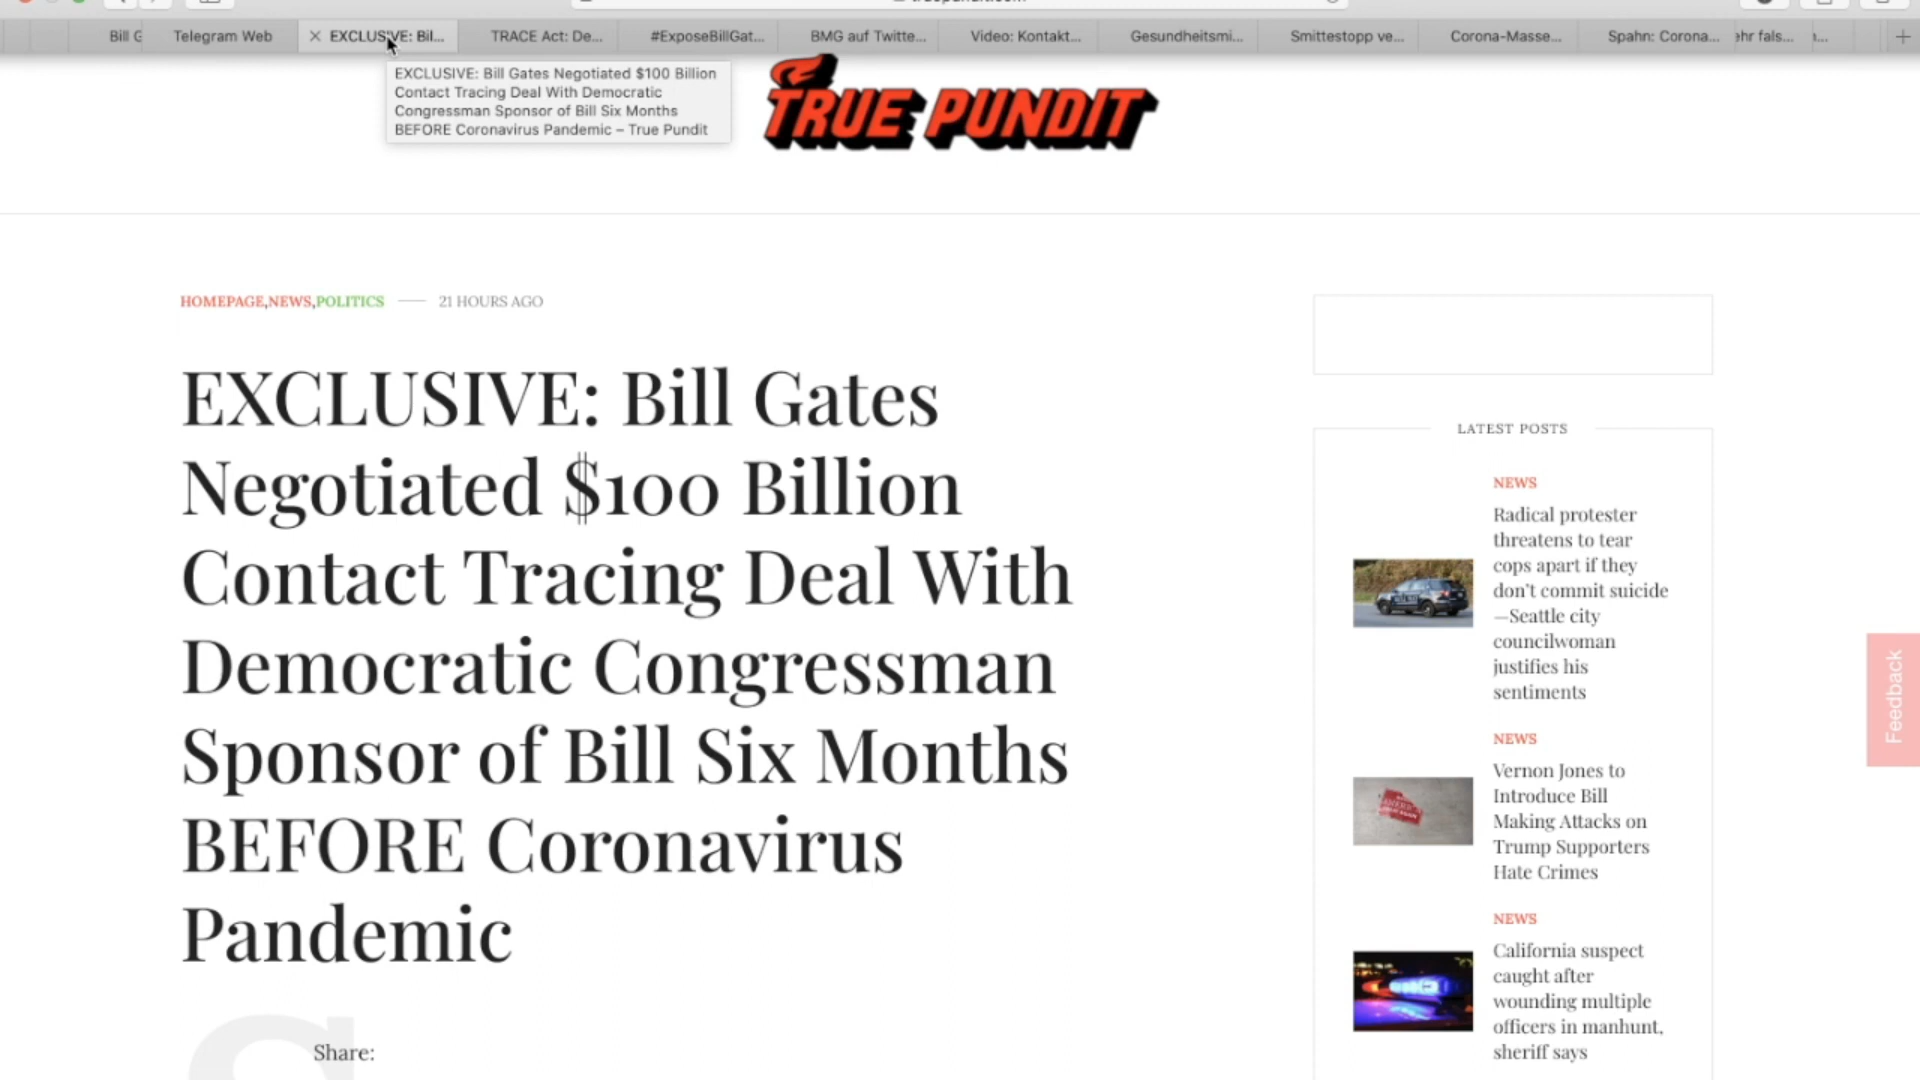 Bill G
Telegram Web
EXCLUSIVE: Bil...
TRACE Act: De...
#ExposeBillGat...
BMG auf Twitte...
Video: Kontakt...
Gesundheitsmi...
Smittestopp ve...
Corona-Masse...
Spahn: Corona...
ehr fals...
EXCLUSIVE: Bill Gates Negotiated $100 Billion
Contact Tracing Deal With Democratic
Congressman Sponsor of Bill Six Months
BEFORE Coronavirus Pandemic – True Pundit
TRUE PUNDIT
HOMEPAGE,NEWS,POLITICS — 21 HOURS AGO
EXCLUSIVE: Bill Gates
Negotiated $100 Billion
Contact Tracing Deal With
Democratic Congressman
Sponsor of Bill Six Months
BEFORE Coronavirus
Pandemic
Share:
LATEST POSTS
NEWS
Radical protester
threatens to tear
cops apart if they
don't commit suicide
—Seattle city
councilwoman
justifies his
sentiments
NEWS
Vernon Jones to
Introduce Bill
Making Attacks on
Trump Supporters
Hate Crimes
NEWS
California suspect
caught after
wounding multiple
officers in manhunt,
sheriff says
Feedback